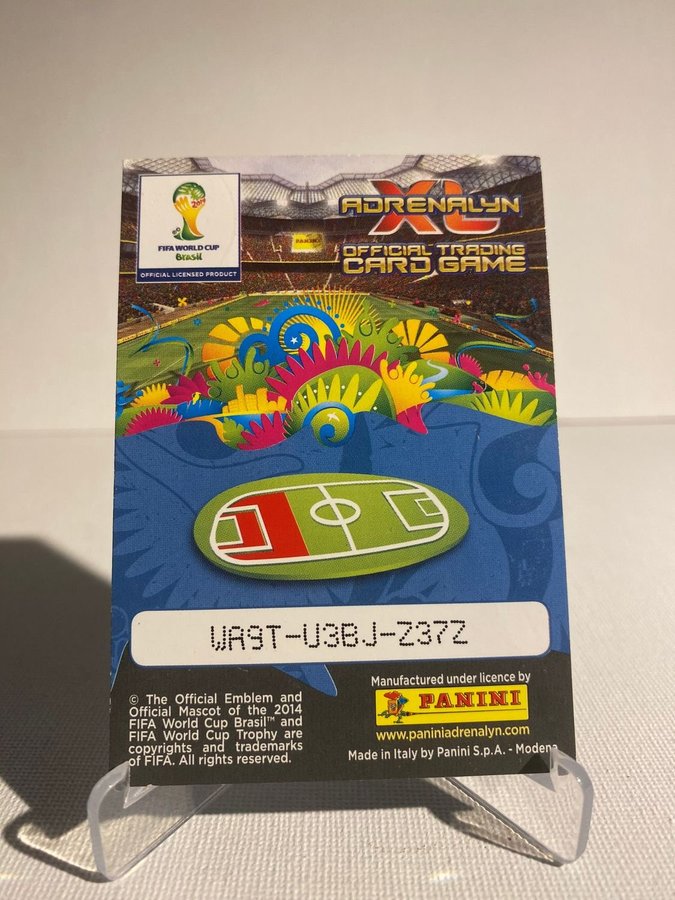 2014
FIFA WORLD CUP
Brasil
OFFICIAL LICENSED PRODUCT
ADRENALYN XL
OFFICIAL TRADING
CARD GAME
PANINI
WA9T-U3BJ-Z37Z
© The Official Emblem and
Official Mascot of the 2014
FIFA World Cup Brasil™ and
FIFA World Cup Trophy are
copyrights and trademarks
of FIFA. All rights reserved.
Manufactured under licence by
PANINI
www.paniniadrenalyn.com
Made in Italy by Panini S.p.A. - Modena